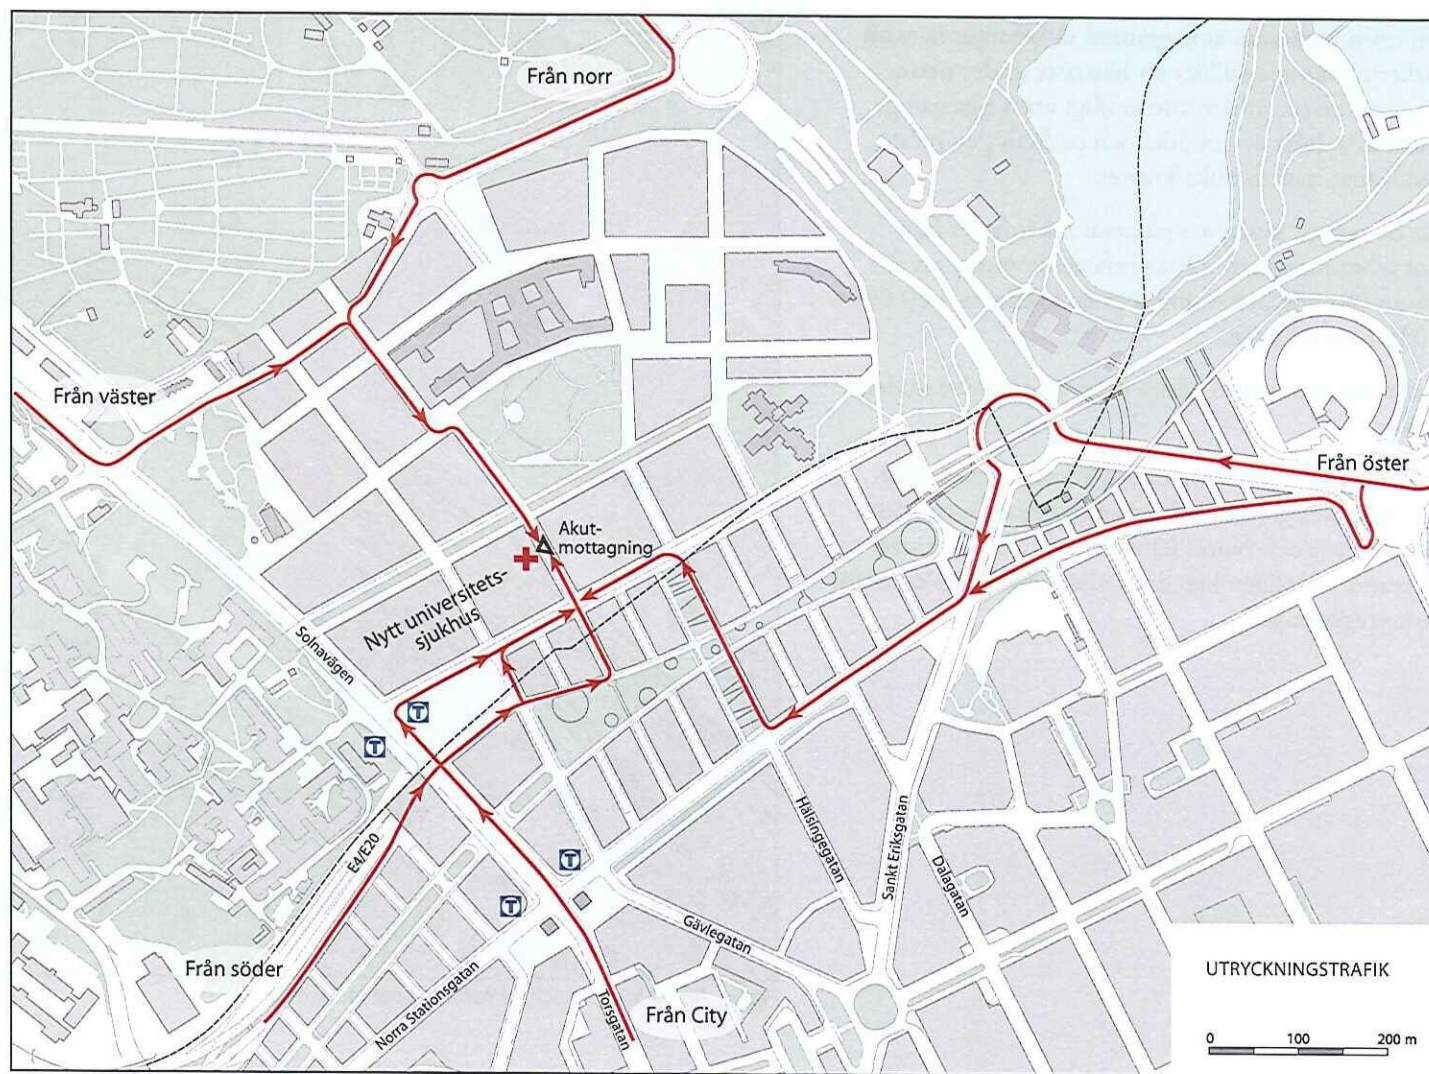 Från norr
Från väster
Från öster
Akut-
mottagning
Nytt universitets-
sjukhus
Solnavägen
T
T
E4/E20
T
T
Hälsingegatan
Sankt Eriksgatan
Dalagatan
Gävlegatan
Från söder
Norra Stationsgatan
Torsgatan
Från City
UTRYCKNINGSTRAFIK
0 100 200 m